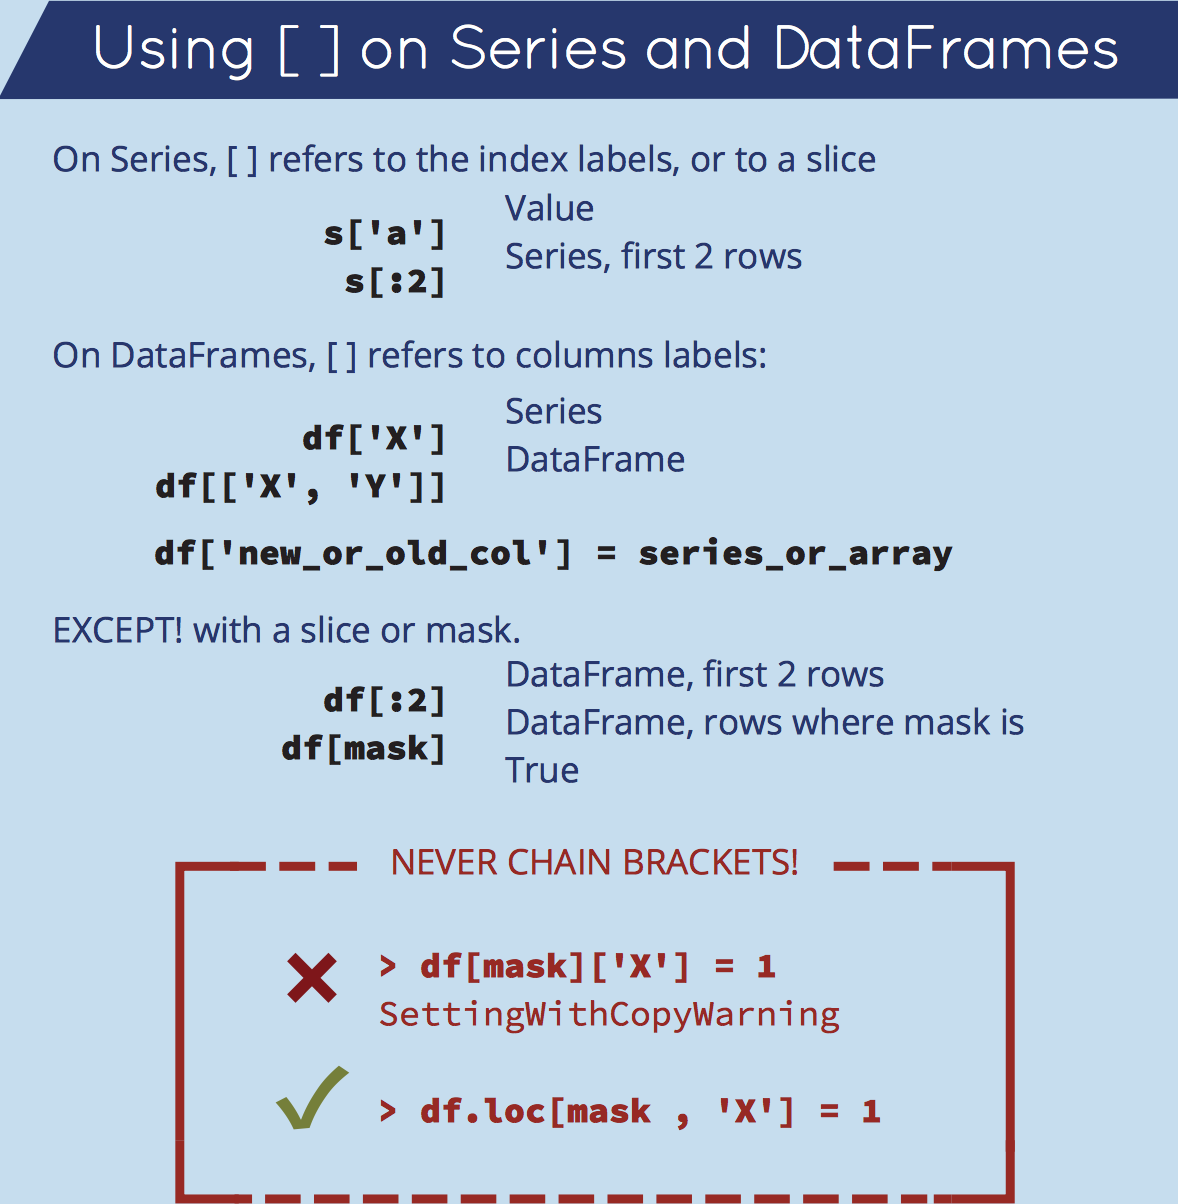 Using [ ] on Series and DataFrames
On Series, [ ] refers to the index labels, or to a slice
s['a'] Value
s[:2] Series, first 2 rows
On DataFrames, [ ] refers to columns labels:
df['X'] Series
df[['X', 'Y']] DataFrame
df['new_or_old_col'] = series_or_array
EXCEPT! with a slice or mask.
df[:2] DataFrame, first 2 rows
df[mask] DataFrame, rows where mask is
True
NEVER CHAIN BRACKETS!
> df[mask]['X'] = 1
SettingWithCopyWarning
> df.loc[mask , 'X'] = 1